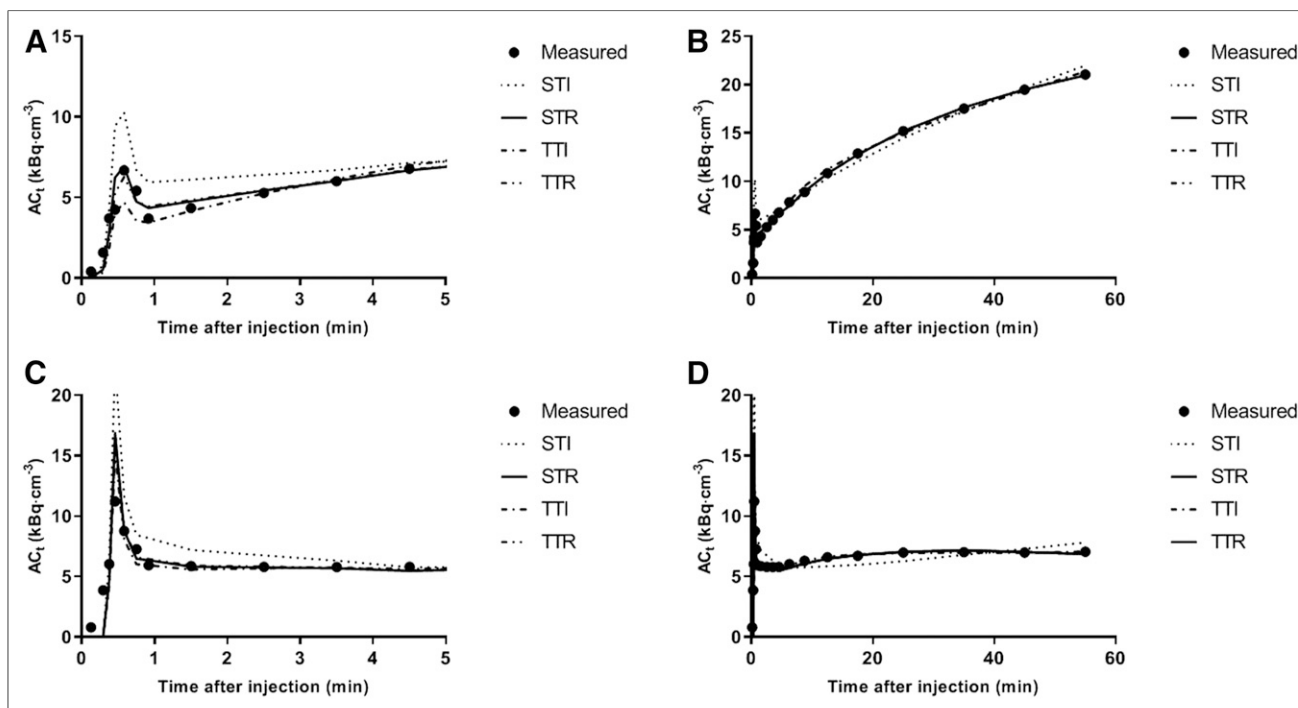 A
15
10
5
0
ACt (kBq·cm-3)
0 1 2 3 4 5
Time after injection (min)
Measured
STI
STR
TTI
TTR
B
25
20
15
10
5
0
ACt (kBq·cm-3)
0 20 40 60
Time after injection (min)
Measured
STI
STR
TTI
TTR
C
20
15
10
5
0
ACt (kBq·cm-3)
0 1 2 3 4 5
Time after injection (min)
Measured
STI
STR
TTI
TTR
D
20
15
10
5
0
ACt (kBq·cm-3)
0 20 40 60
Time after injection (min)
Measured
STI
STR
TTI
TTR